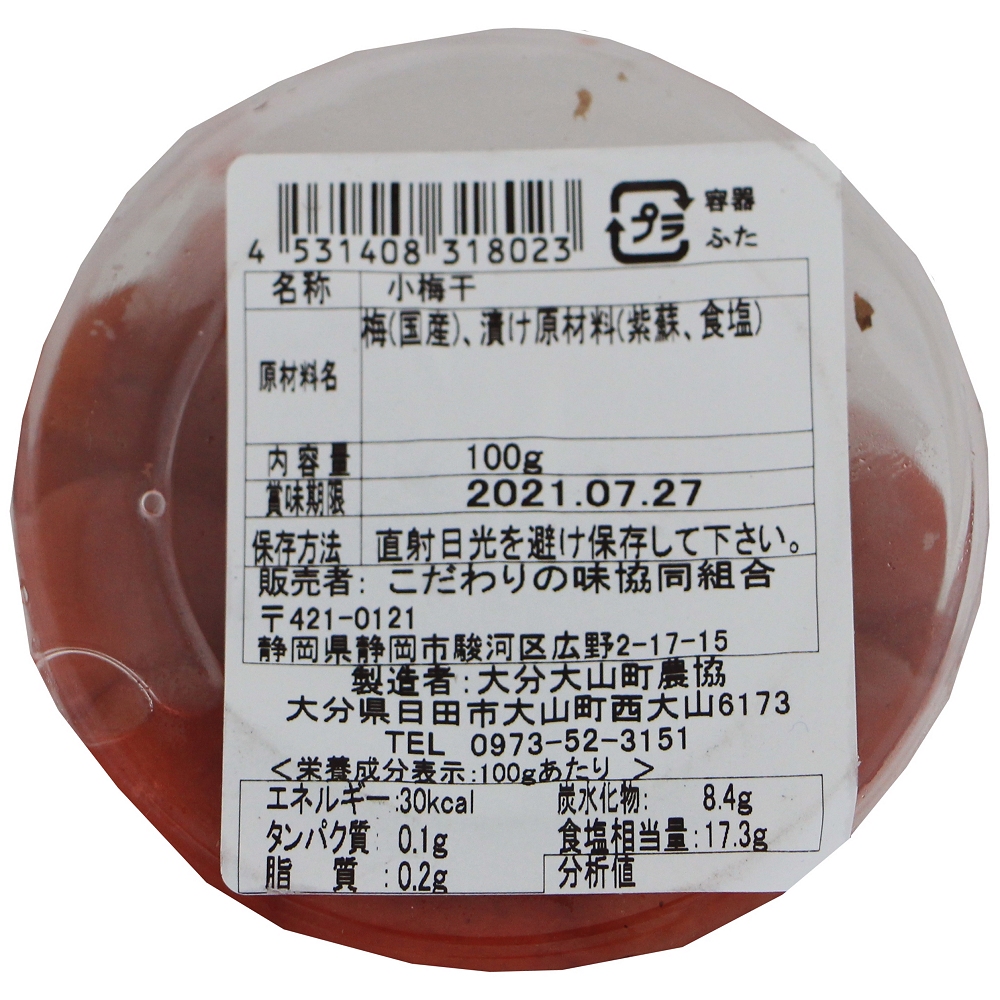 4 531408 318023
プラ
容器
ふた
名称 小梅干
原材料名 梅(国産)、漬け原材料(紫蘇、食塩)
内容量 100g
賞味期限 2021.07.27
保存方法 直射日光を避け保存して下さい。
販売者: こだわりの味協同組合
〒421-0121
静岡県静岡市駿河区広野2-17-15
製造者:大分大山町農協
大分県日田市大山町西大山6173
TEL 0973-52-3151
<栄養成分表示:100gあたり >
エネルギー:30kcal 炭水化物: 8.4g
タンパク質: 0.1g 食塩相当量:17.3g
脂 質 :0.2g 分析値